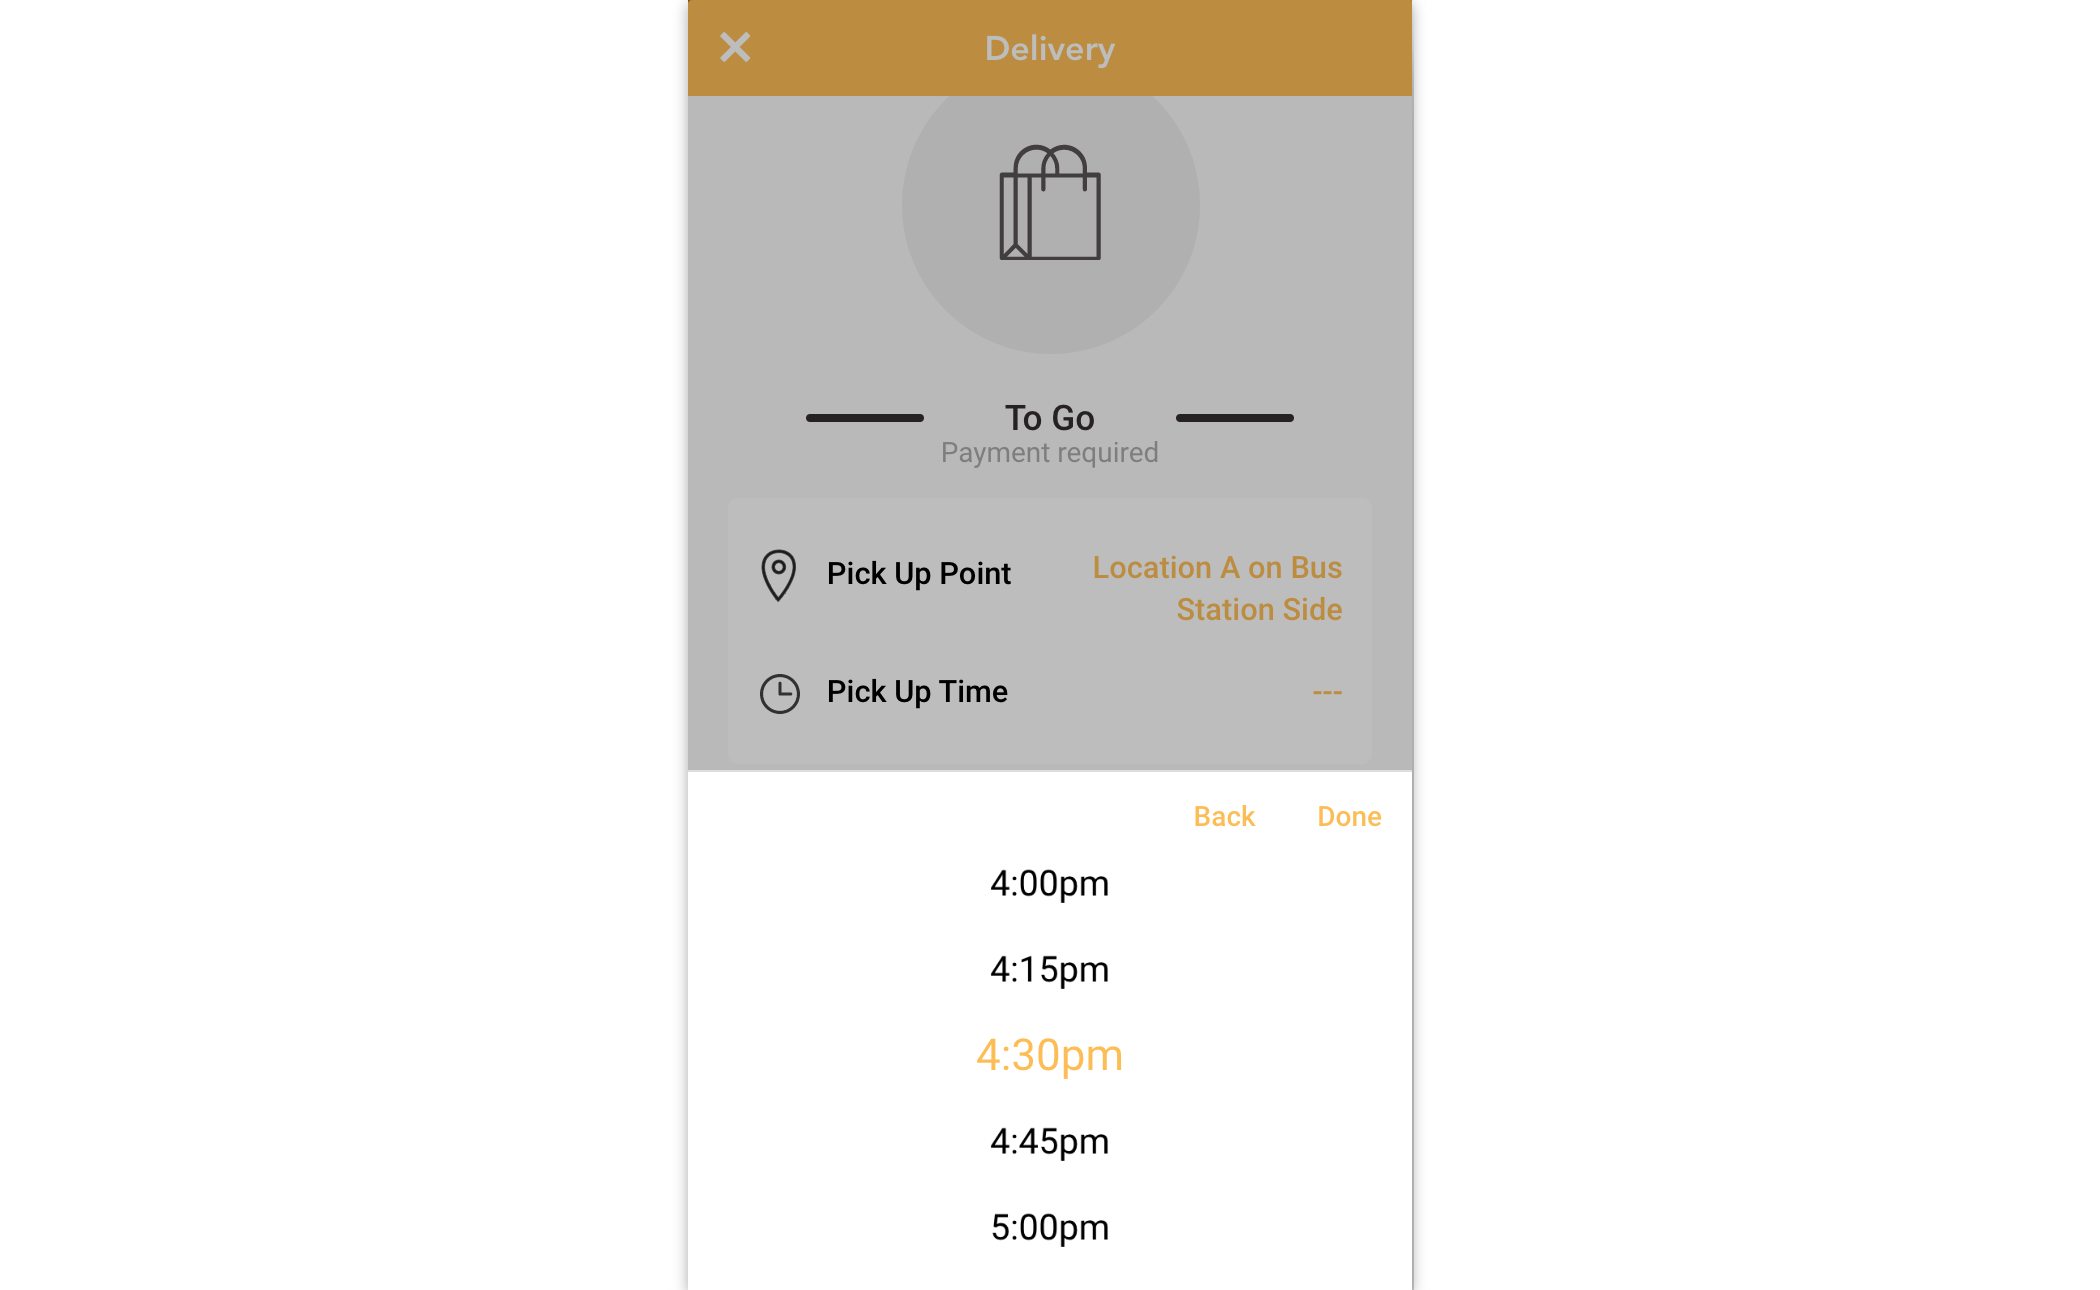 Delivery
To Go
Payment required
Pick Up Point
Location A on Bus
Station Side
Pick Up Time
---
Back Done
4:00pm
4:15pm
4:30pm
4:45pm
5:00pm